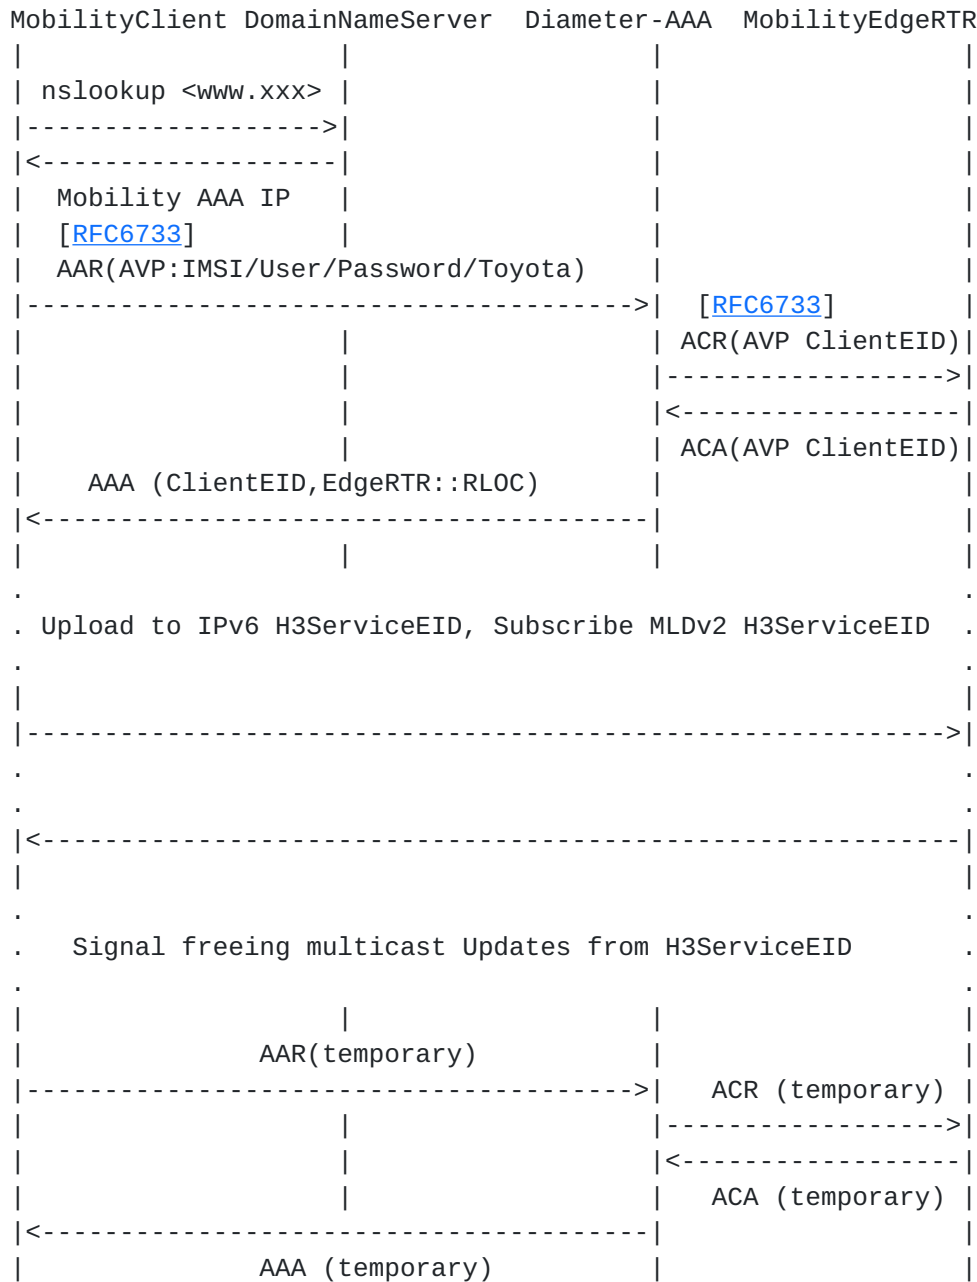 MobilityClient DomainNameServer  Diameter-AAA  MobilityEdgeRTR
|                    |                   |                   |
| nslookup <www.xxx> |                   |                   |
|------------------->|                   |                   |
|<-------------------|                   |                   |
|  Mobility AAA IP   |                   |                   |
|  [RFC6733]         |                   |                   |
|  AAR(AVP:IMSI/User/Password/Toyota)    |                   |
|--------------------------------------->|  [RFC6733]        |
|                    |                   | ACR(AVP ClientEID)|
|                    |                   |------------------>|
|                    |                   |<------------------|
|                    |                   | ACA(AVP ClientEID)|
|    AAA (ClientEID,EdgeRTR::RLOC)       |                   |
|<---------------------------------------|                   |
|                    |                   |                   |
.                                                            .
. Upload to IPv6 H3ServiceEID, Subscribe MLDv2 H3ServiceEID  .
.                                                            .
|                                                            |
|----------------------------------------------------------->|
.                                                            .
.                                                            .
|<-----------------------------------------------------------|
|                                                            |
.                                                            .
.   Signal freeing multicast Updates from H3ServiceEID       .
.                                                            .
|                    |                   |                   |
|               AAR(temporary)           |                   |
|--------------------------------------->|   ACR (temporary) |
|                    |                   |------------------>|
|                    |                   |<------------------|
|                    |                   |   ACA (temporary) |
|<---------------------------------------|                   |
|               AAA (temporary)          |                   |